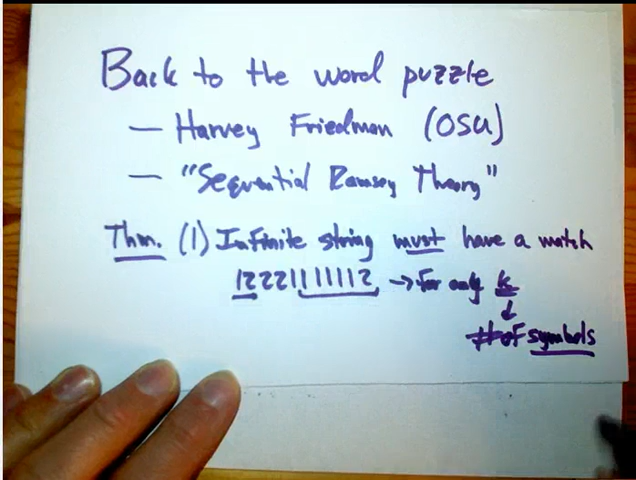 Back to the word puzzle
— Harvey Friedman (OSU)
— "Sequential Ramsey Theory"
Thm. (1) Infinite string must have a match
122211111112 → for any k
↓
# of symbols